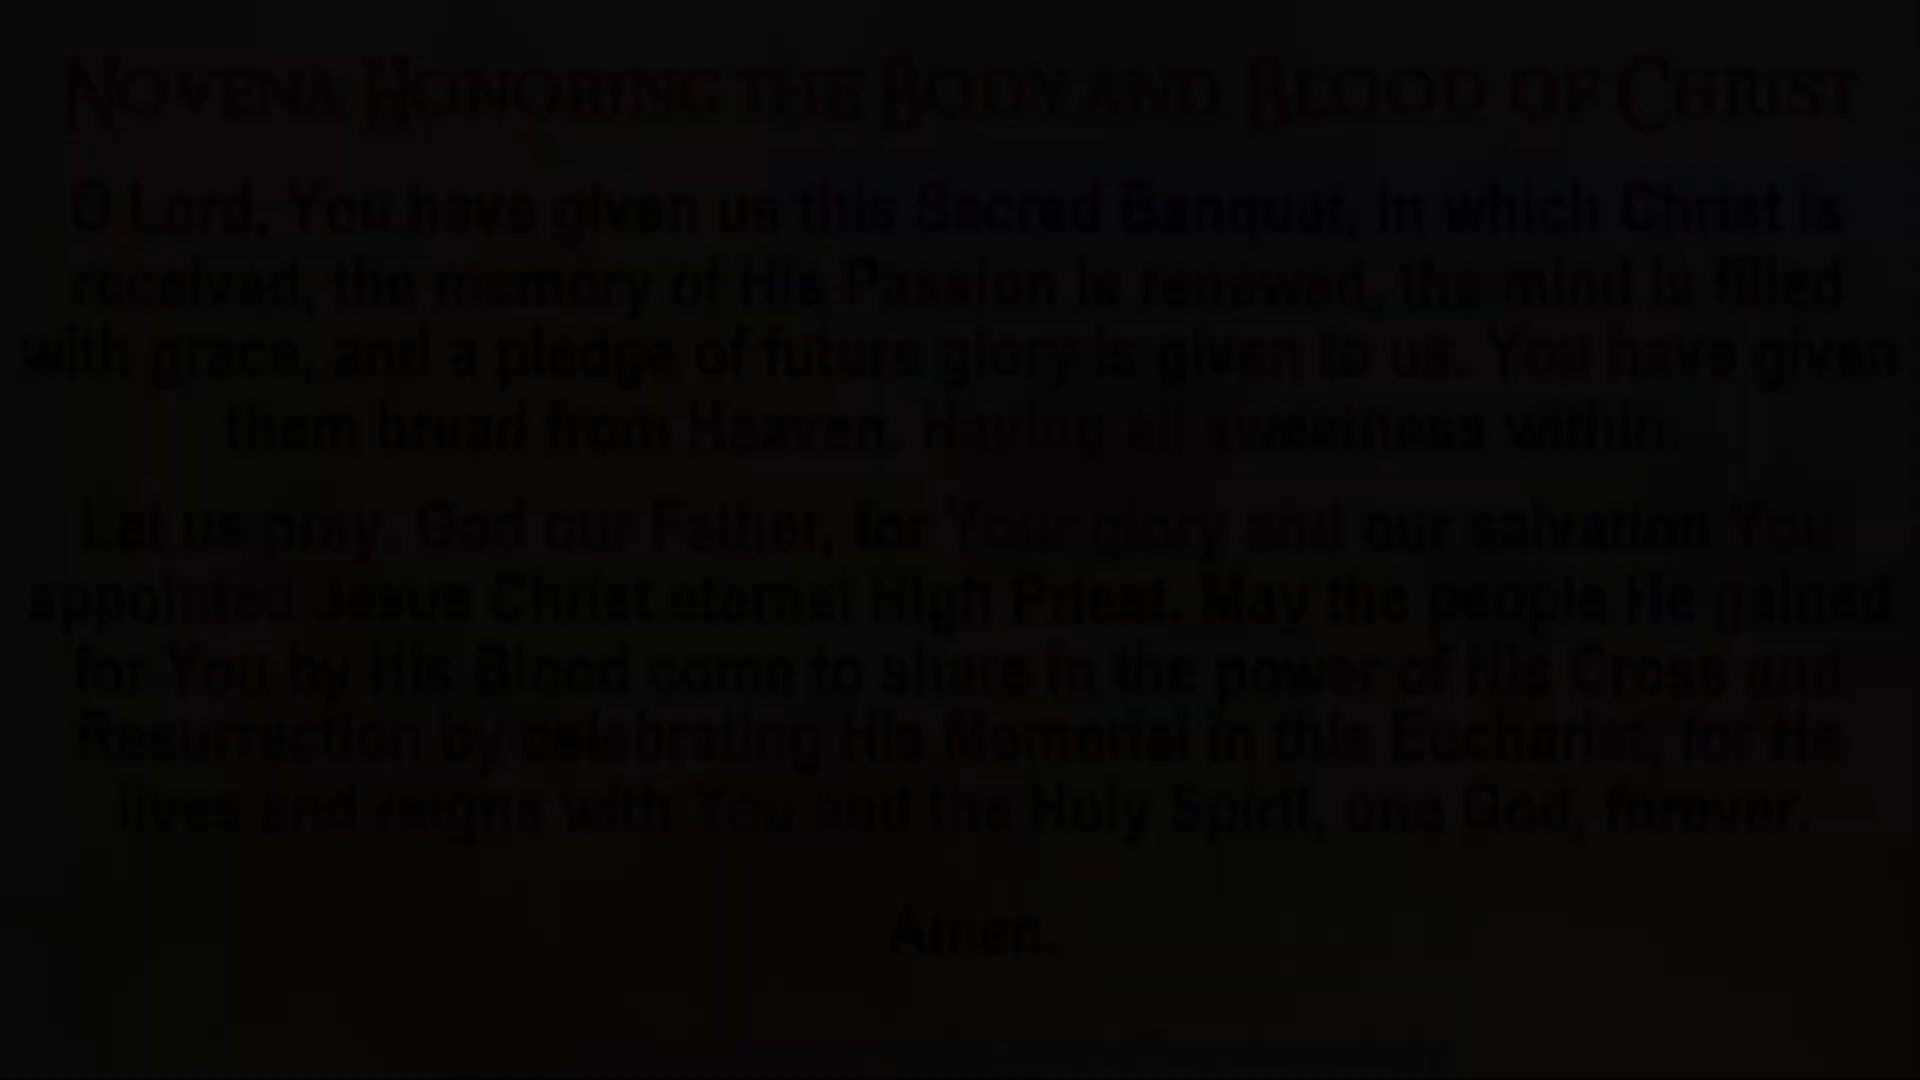 Novena Honoring the Body and Blood of Christ
O Lord, You have given us this Sacred Banquet, in which Christ is
received, the memory of His Passion is renewed, the mind is filled
with grace, and a pledge of future glory is given to us. You have given
them bread from Heaven. Having all sweetness within.
Let us pray. God our Father, for Your glory and our salvation You
appointed Jesus Christ eternal High Priest. May the people He gained
for You by His Blood come to share in the power of His Cross and
Resurrection by celebrating His Memorial in this Eucharist, for He
lives and reigns with You and the Holy Spirit, one God, forever.
Amen.